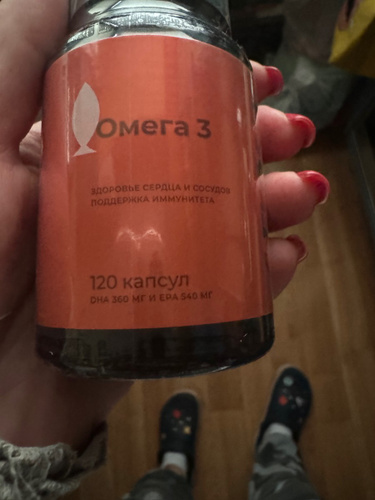 Омега 3
ЗДОРОВЬЕ СЕРДЦА И СОСУДОВ
ПОДДЕРЖКА ИММУНИТЕТА
120 капсул
DHA 360 МГ И EPA 540 МГ